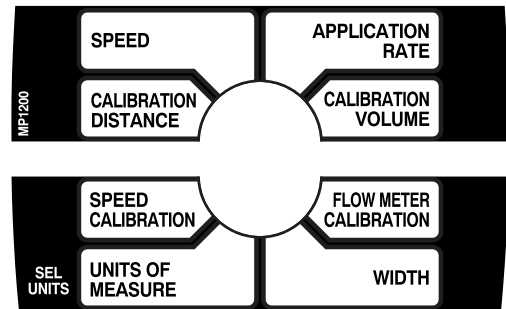 SPEED
APPLICATION
RATE
CALIBRATION
DISTANCE
CALIBRATION
VOLUME
MP1200
SPEED
CALIBRATION
FLOW METER
CALIBRATION
SEL
UNITS
UNITS OF
MEASURE
WIDTH